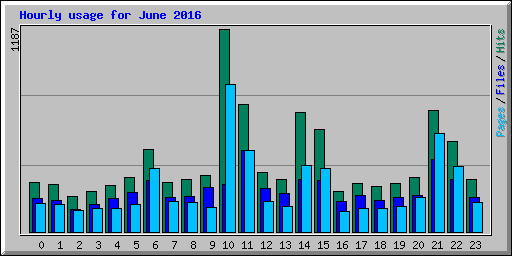 Hourly usage for June 2016
1187
Pages / Files / Hits
0 1 2 3 4 5 6 7 8 9 10 11 12 13 14 15 16 17 18 19 20 21 22 23